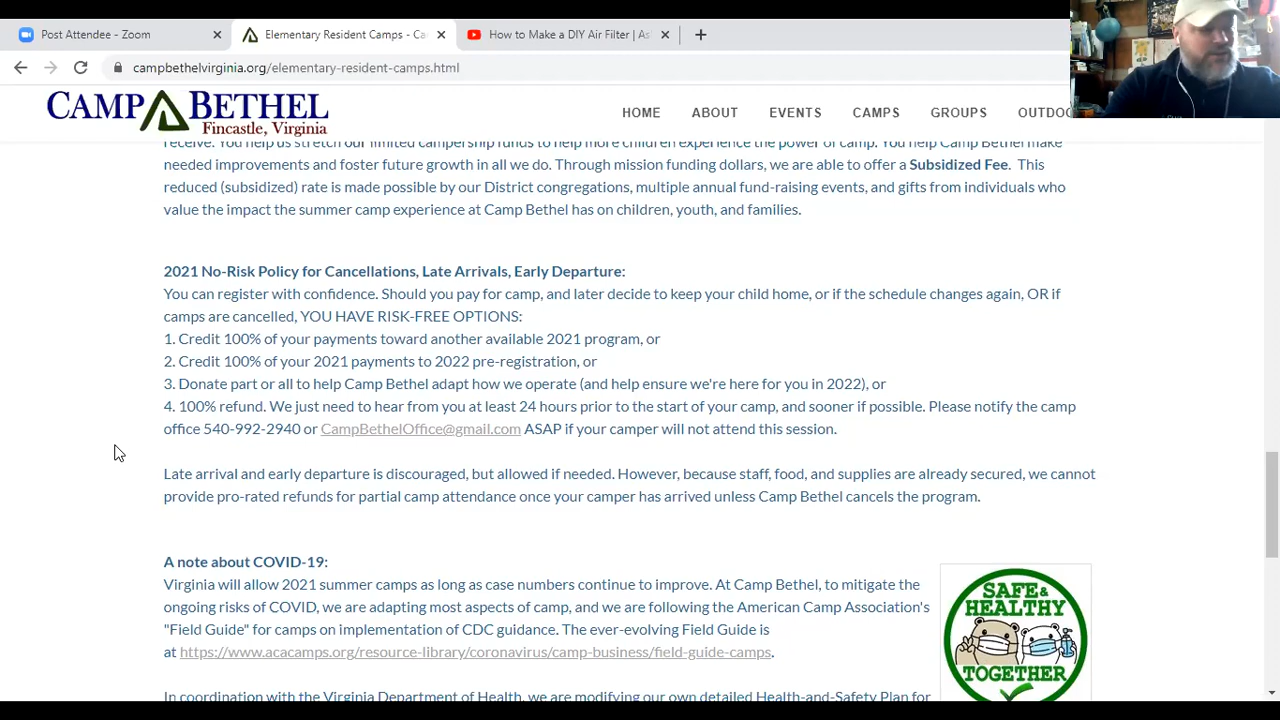 Post Attendee - Zoom
Elementary Resident Camps - Ca
How to Make a DIY Air Filter | As
campbethelvirginia.org/elementary-resident-camps.html
CAMP BETHEL
Fincastle, Virginia
HOME ABOUT EVENTS CAMPS GROUPS OUTDO
receive. You help us stretch our limited campership funds to help more children experience the power of camp. You help Camp Bethel make
needed improvements and foster future growth in all we do. Through mission funding dollars, we are able to offer a Subsidized Fee. This
reduced (subsidized) rate is made possible by our District congregations, multiple annual fund-raising events, and gifts from individuals who
value the impact the summer camp experience at Camp Bethel has on children, youth, and families.
2021 No-Risk Policy for Cancellations, Late Arrivals, Early Departure:
You can register with confidence. Should you pay for camp, and later decide to keep your child home, or if the schedule changes again, OR if
camps are cancelled, YOU HAVE RISK-FREE OPTIONS:
1. Credit 100% of your payments toward another available 2021 program, or
2. Credit 100% of your 2021 payments to 2022 pre-registration, or
3. Donate part or all to help Camp Bethel adapt how we operate (and help ensure we're here for you in 2022), or
4. 100% refund. We just need to hear from you at least 24 hours prior to the start of your camp, and sooner if possible. Please notify the camp
office 540-992-2940 or CampBethelOffice@gmail.com ASAP if your camper will not attend this session.
Late arrival and early departure is discouraged, but allowed if needed. However, because staff, food, and supplies are already secured, we cannot
provide pro-rated refunds for partial camp attendance once your camper has arrived unless Camp Bethel cancels the program.
A note about COVID-19:
Virginia will allow 2021 summer camps as long as case numbers continue to improve. At Camp Bethel, to mitigate the
ongoing risks of COVID, we are adapting most aspects of camp, and we are following the American Camp Association's
"Field Guide" for camps on implementation of CDC guidance. The ever-evolving Field Guide is
at https://www.acacamps.org/resource-library/coronavirus/camp-business/field-guide-camps.
In coordination with the Virginia Department of Health, we are modifying our own detailed Health-and-Safety Plan for
SAFE &
HEALTHY
TOGETHER